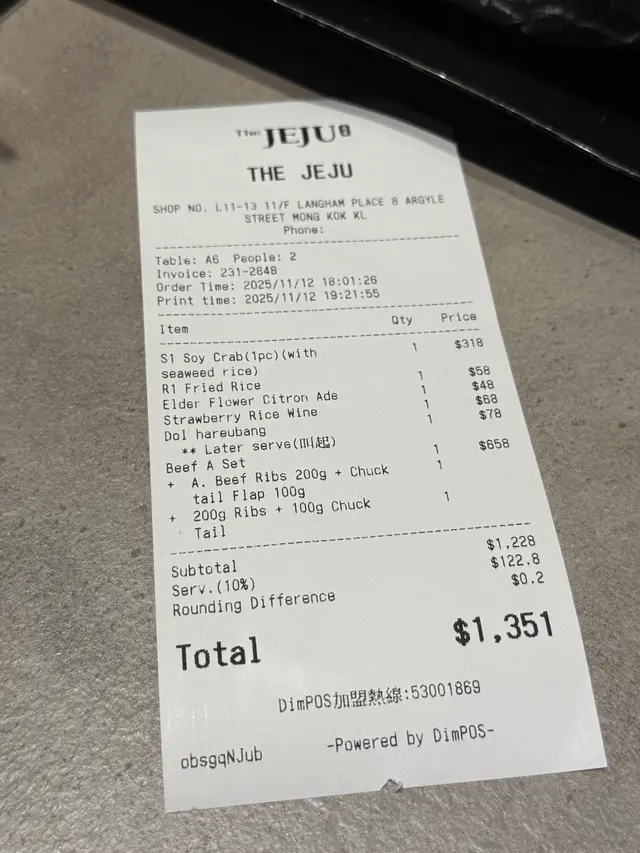 The JEJU
THE JEJU
SHOP NO. L11-13 11/F LANGHAM PLACE 8 ARGYLE
STREET MONG KOK KL
Phone:
Table: A6 People: 2
Invoice: 231-2848
Order Time: 2025/11/12 18:01:26
Print time: 2025/11/12 19:21:55
Item Qty Price
S1 Soy Crab(1pc)(with 1 $318
seaweed rice)
R1 Fried Rice 1 $58
Elder Flower Citron Ade 1 $48
Strawberry Rice Wine 1 $68
Dol hareubang 1 $78
** Later serve(叫起)
Beef A Set 1 $658
+ A. Beef Ribs 200g + Chuck 1
tail Flap 100g
+ 200g Ribs + 100g Chuck 1
Tail
Subtotal $1,228
Serv.(10%) $122.8
Rounding Difference $0.2
Total $1,351
DimPOS加盟熱線:53001869
obsgqNJub -Powered by DimPOS-